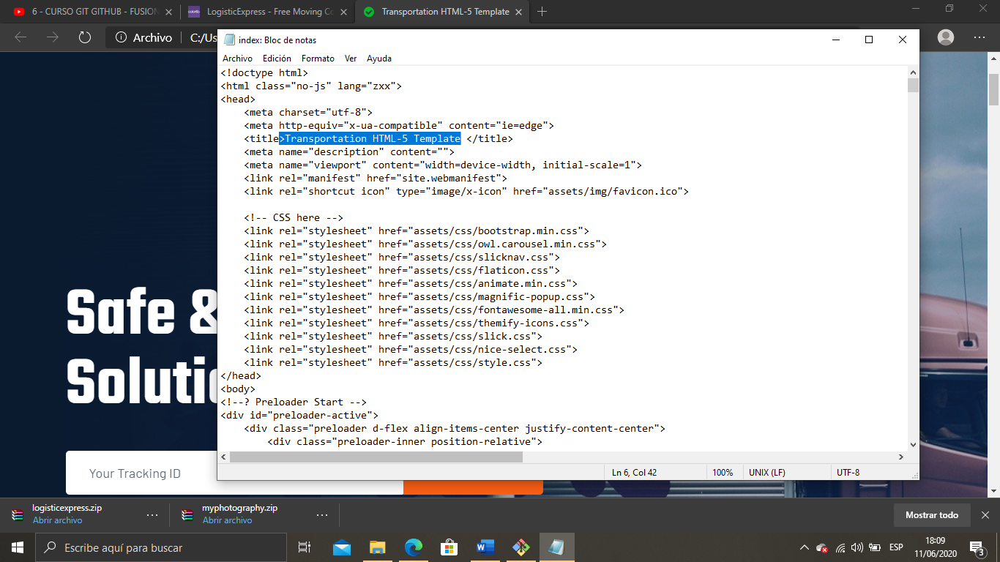 6 - CURSO GIT GITHUB - FUSION
LogisticExpress - Free Moving Co
Transportation HTML-5 Template
Archivo
C:/Us
index: Bloc de notas
Archivo Edición Formato Ver Ayuda
<!doctype html>
<html class="no-js" lang="zxx">
<head>
    <meta charset="utf-8">
    <meta http-equiv="x-ua-compatible" content="ie=edge">
    <title>Transportation HTML-5 Template </title>
    <meta name="description" content="">
    <meta name="viewport" content="width=device-width, initial-scale=1">
    <link rel="manifest" href="site.webmanifest">
    <link rel="shortcut icon" type="image/x-icon" href="assets/img/favicon.ico">
    <!-- CSS here -->
    <link rel="stylesheet" href="assets/css/bootstrap.min.css">
    <link rel="stylesheet" href="assets/css/owl.carousel.min.css">
    <link rel="stylesheet" href="assets/css/slicknav.css">
    <link rel="stylesheet" href="assets/css/flaticon.css">
    <link rel="stylesheet" href="assets/css/animate.min.css">
    <link rel="stylesheet" href="assets/css/magnific-popup.css">
    <link rel="stylesheet" href="assets/css/fontawesome-all.min.css">
    <link rel="stylesheet" href="assets/css/themify-icons.css">
    <link rel="stylesheet" href="assets/css/slick.css">
    <link rel="stylesheet" href="assets/css/nice-select.css">
    <link rel="stylesheet" href="assets/css/style.css">
</head>
<body>
<!--? Preloader Start -->
<div id="preloader-active">
    <div class="preloader d-flex align-items-center justify-content-center">
        <div class="preloader-inner position-relative">
Ln 6, Col 42 100% UNIX (LF) UTF-8
Safe &
Soluti
Your Tracking ID
logisticexpress.zip
Abrir archivo
myphotography.zip
Abrir archivo
Mostrar todo
Escribe aquí para buscar
ESP
18:09
11/06/2020
3